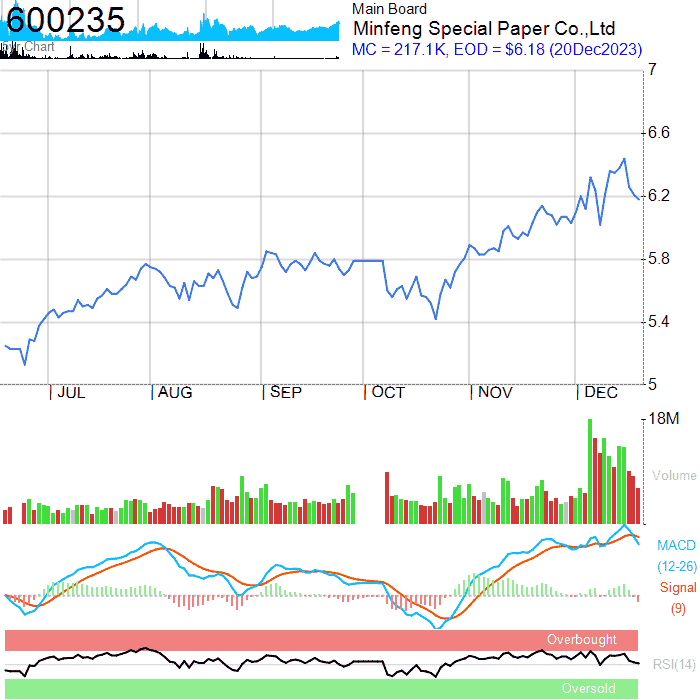 600235
Main Board
Minfeng Special Paper Co.,Ltd
MC = 217.1K, EOD = $6.18 (20Dec2023)
5yr Chart
7
6.6
6.2
5.8
5.4
5
JUL AUG SEP OCT NOV DEC
18M
Volume
MACD
(12-26)
Signal
(9)
Overbought
RSI(14)
Oversold